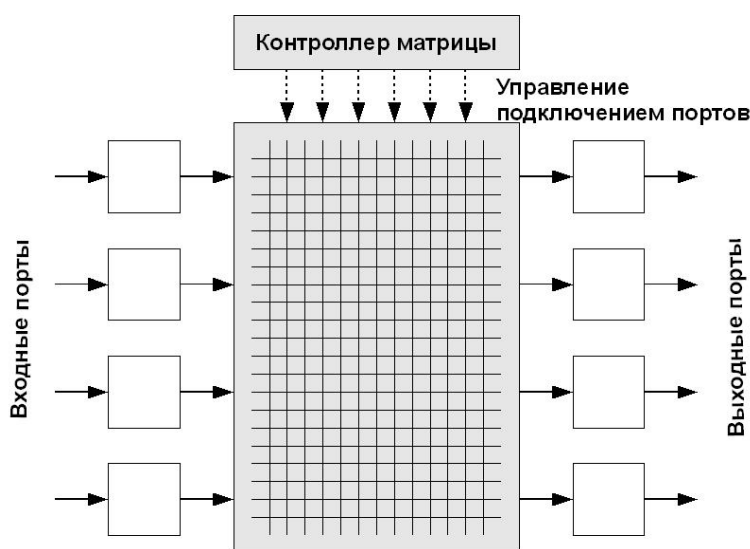 Контроллер матрицы
Управление
подключением портов
Входные порты
Выходные порты